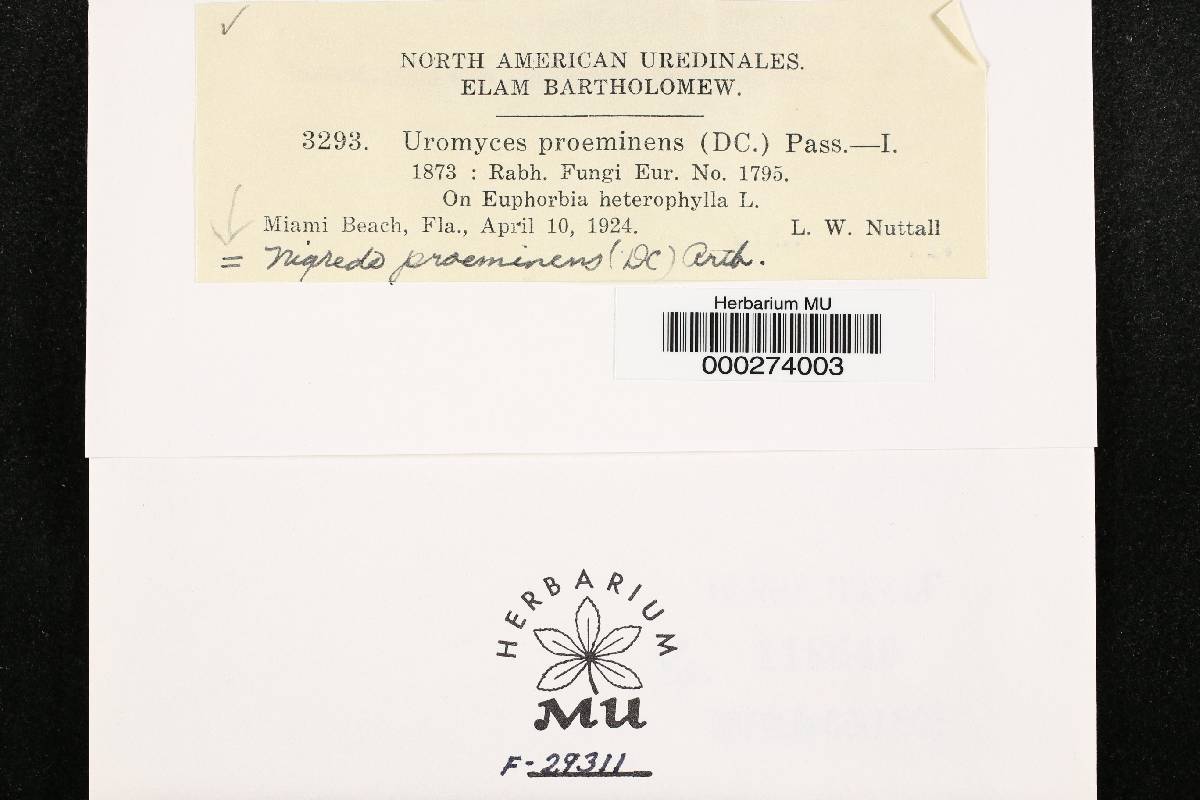 NORTH AMERICAN UREDINALES.
ELAM BARTHOLOMEW.
3293. Uromyces proeminens (DC.) Pass.—I.
1873 : Rabh. Fungi Eur. No. 1795.
On Euphorbia heterophylla L.
Miami Beach, Fla., April 10, 1924. L. W. Nuttall
= Nigredo proeminens (DC) Arth.
Herbarium MU
000274003
HERBARIUM
MU
F-29311